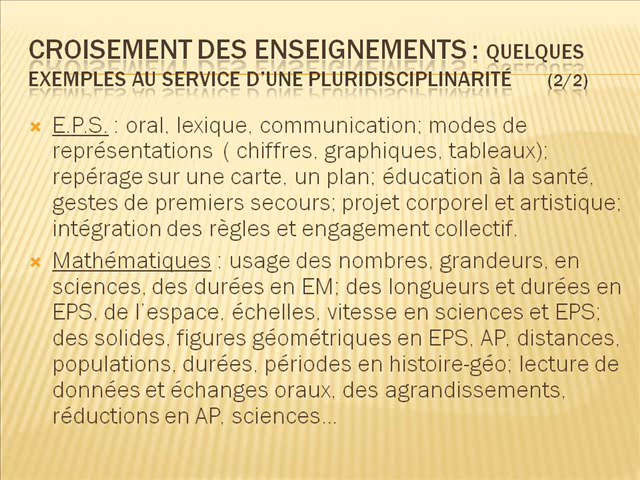 CROISEMENT DES ENSEIGNEMENTS : QUELQUES
EXEMPLES AU SERVICE D'UNE PLURIDISCIPLINARITÉ (2/2)
E.P.S. : oral, lexique, communication; modes de
représentations ( chiffres, graphiques, tableaux);
repérage sur une carte, un plan; éducation à la santé,
gestes de premiers secours; projet corporel et artistique;
intégration des règles et engagement collectif.
Mathématiques : usage des nombres, grandeurs, en
sciences, des durées en EM; des longueurs et durées en
EPS, de l'espace, échelles, vitesse en sciences et EPS;
des solides, figures géométriques en EPS, AP, distances,
populations, durées, périodes en histoire-géo; lecture de
données et échanges oraux, des agrandissements,
réductions en AP, sciences...